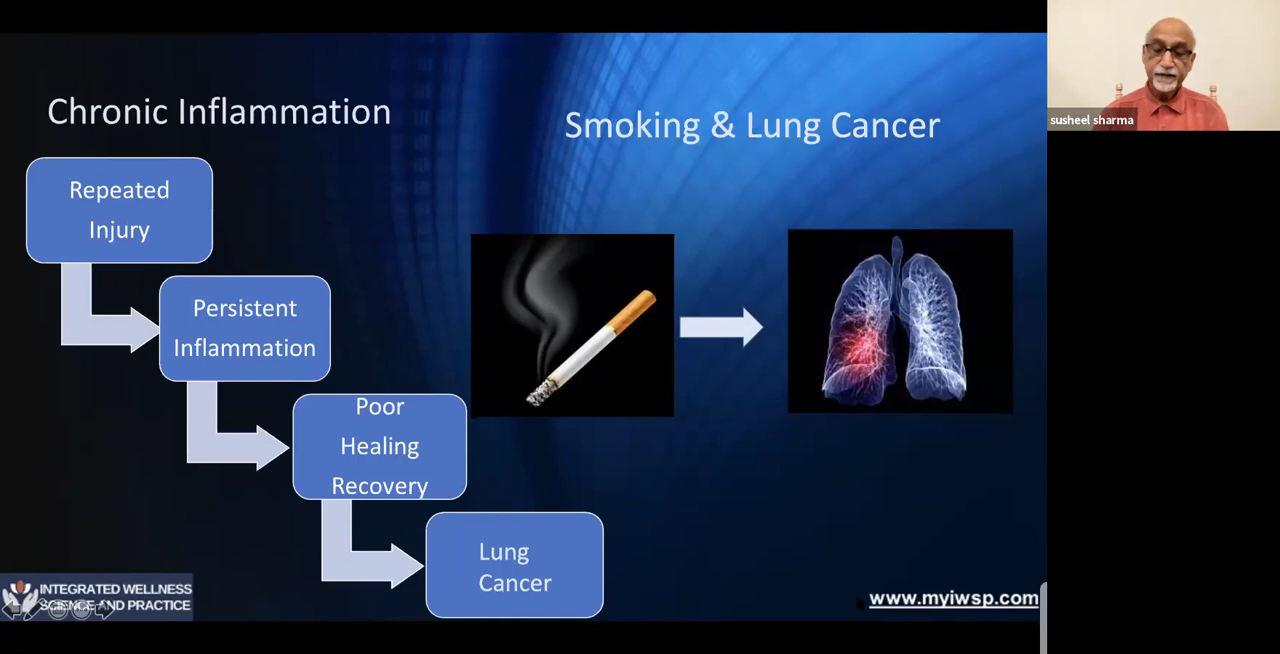 Chronic Inflammation
Smoking & Lung Cancer
Repeated
Injury
Persistent
Inflammation
Poor
Healing
Recovery
Lung
Cancer
INTEGRATED WELLNESS
SCIENCE AND PRACTICE
www.myiwsp.com
susheel sharma